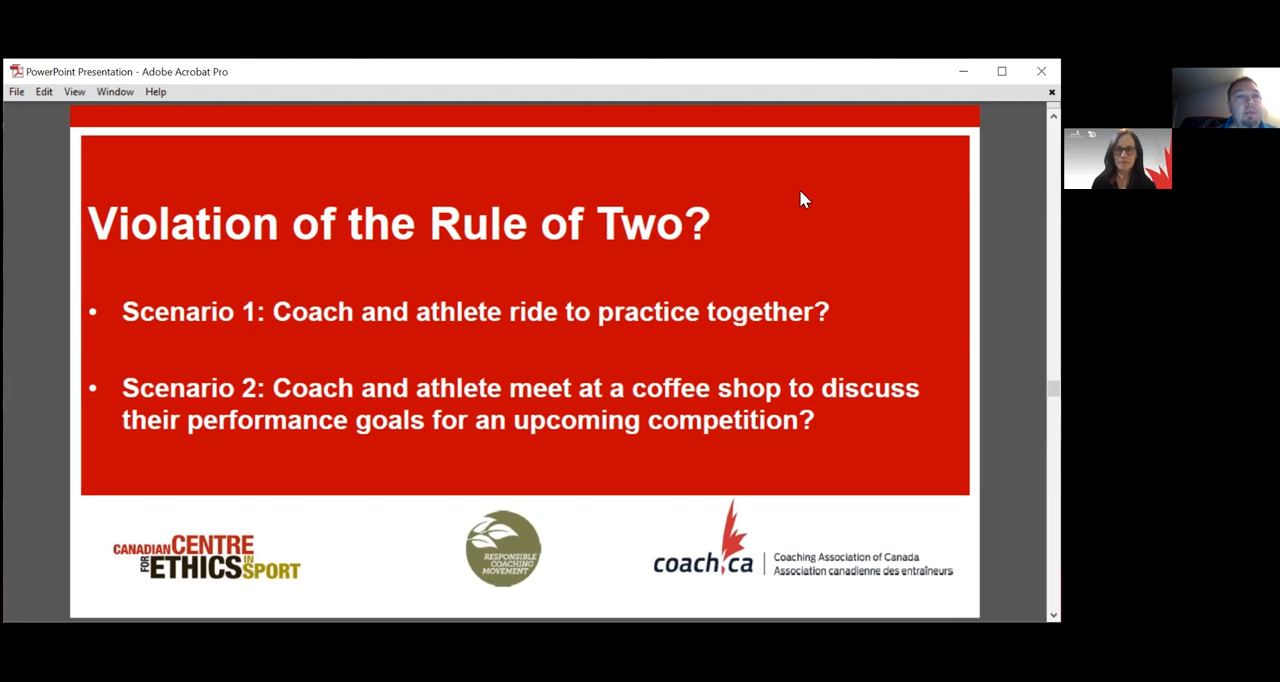 PowerPoint Presentation - Adobe Acrobat Pro
File Edit View Window Help
Violation of the Rule of Two?
• Scenario 1: Coach and athlete ride to practice together?
• Scenario 2: Coach and athlete meet at a coffee shop to discuss
their performance goals for an upcoming competition?
CANADIAN CENTRE
FOR ETHICS IN SPORT
RESPONSIBLE
COACHING
MOVEMENT
coach.ca
Coaching Association of Canada
Association canadienne des entraîneurs